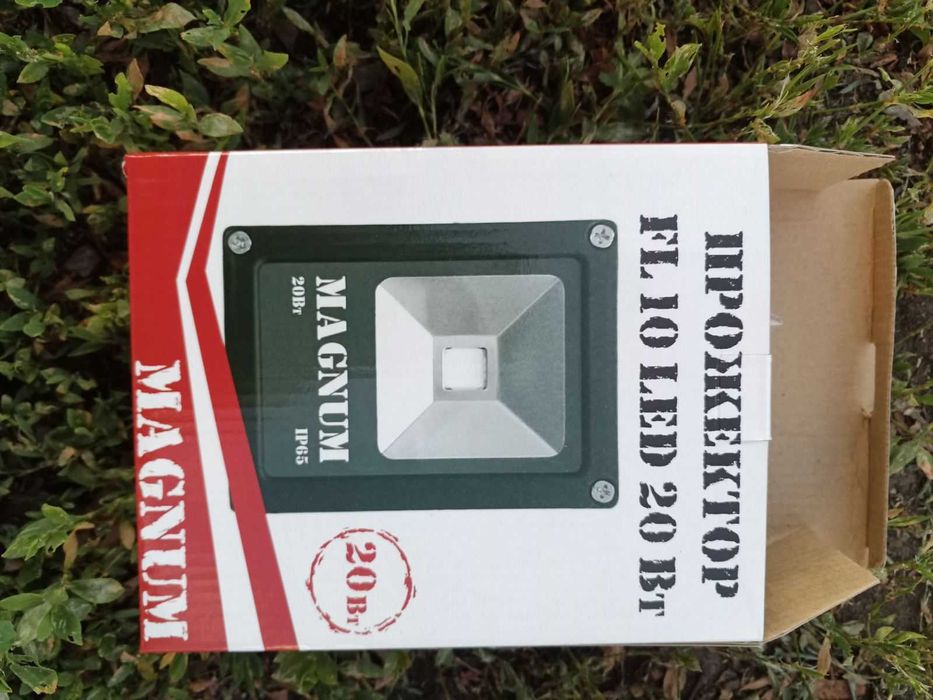 ПРОЖЕКТОР
FL 10 LED 20 Вт
MAGNUM
20Вт
IP65
20Вт
MAGNUM